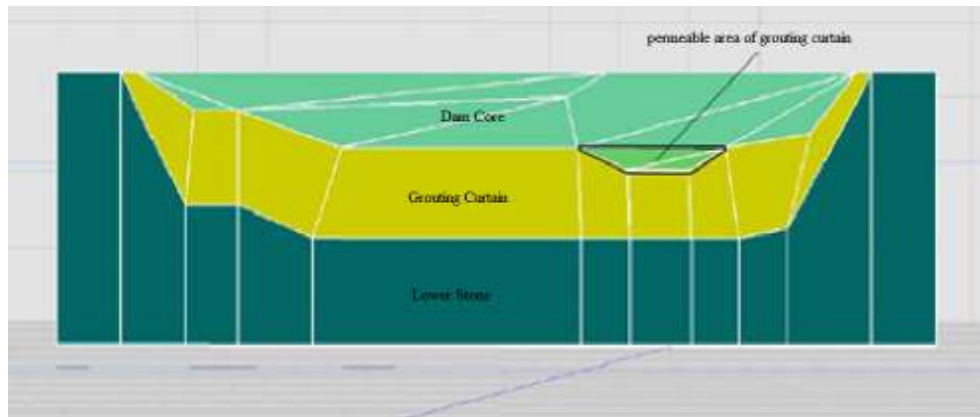 permeable area of grouting curtain
Dam Core
Grouting Curtain
Lower Stone